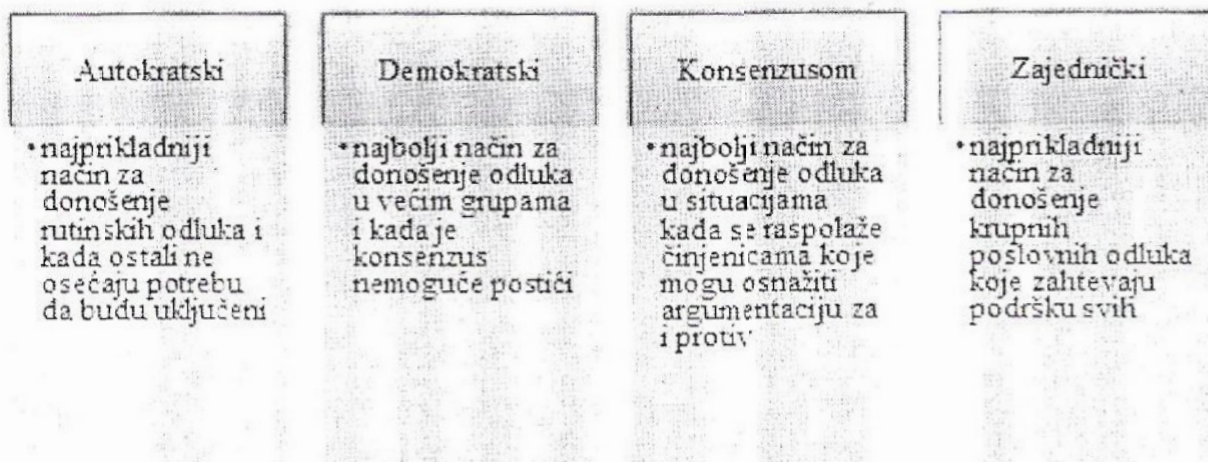 Autokratski
• najprikladniji
način za
donošenje
rutinskih odluka i
kada ostali ne
osećaju potrebu
da budu uključeni
Demokratski
• najbolji način za
donošenje odluka
u većim grupama
i kada je
konsenzus
nemoguće postići
Konsenzusom
• najbolji način za
donošenje odluka
u situacijama
kada se raspolaže
činjenicama koje
mogu osnažiti
argumentaciju za
i protiv
Zajednički
• najprikladniji
način za
donošenje
krupnih
poslovnih odluka
koje zahtevaju
podršku svih